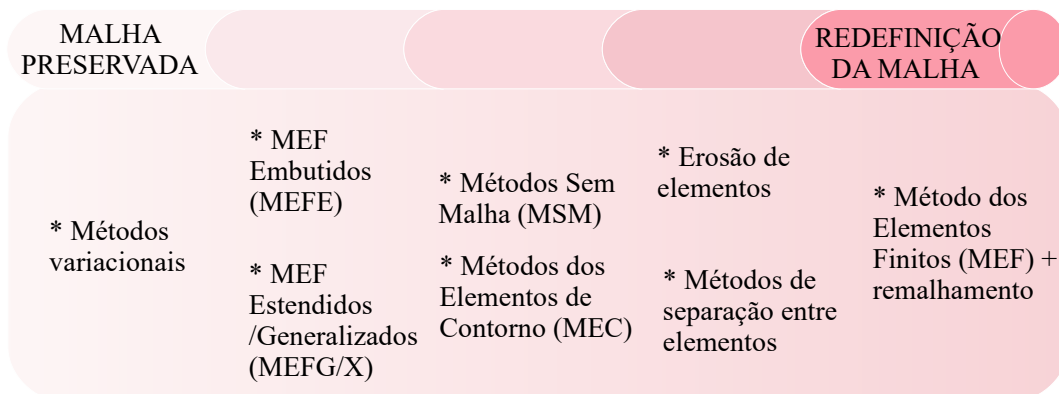 MALHA
PRESERVADA
REDEFINIÇÃO
DA MALHA
* Métodos
variacionais
* MEF
Embutidos
(MEFE)
* MEF
Estendidos
/Generalizados
(MEFG/X)
* Métodos Sem
Malha (MSM)
* Métodos dos
Elementos de
Contorno (MEC)
* Erosão de
elementos
* Métodos de
separação entre
elementos
* Método dos
Elementos
Finitos (MEF) +
remalhamento